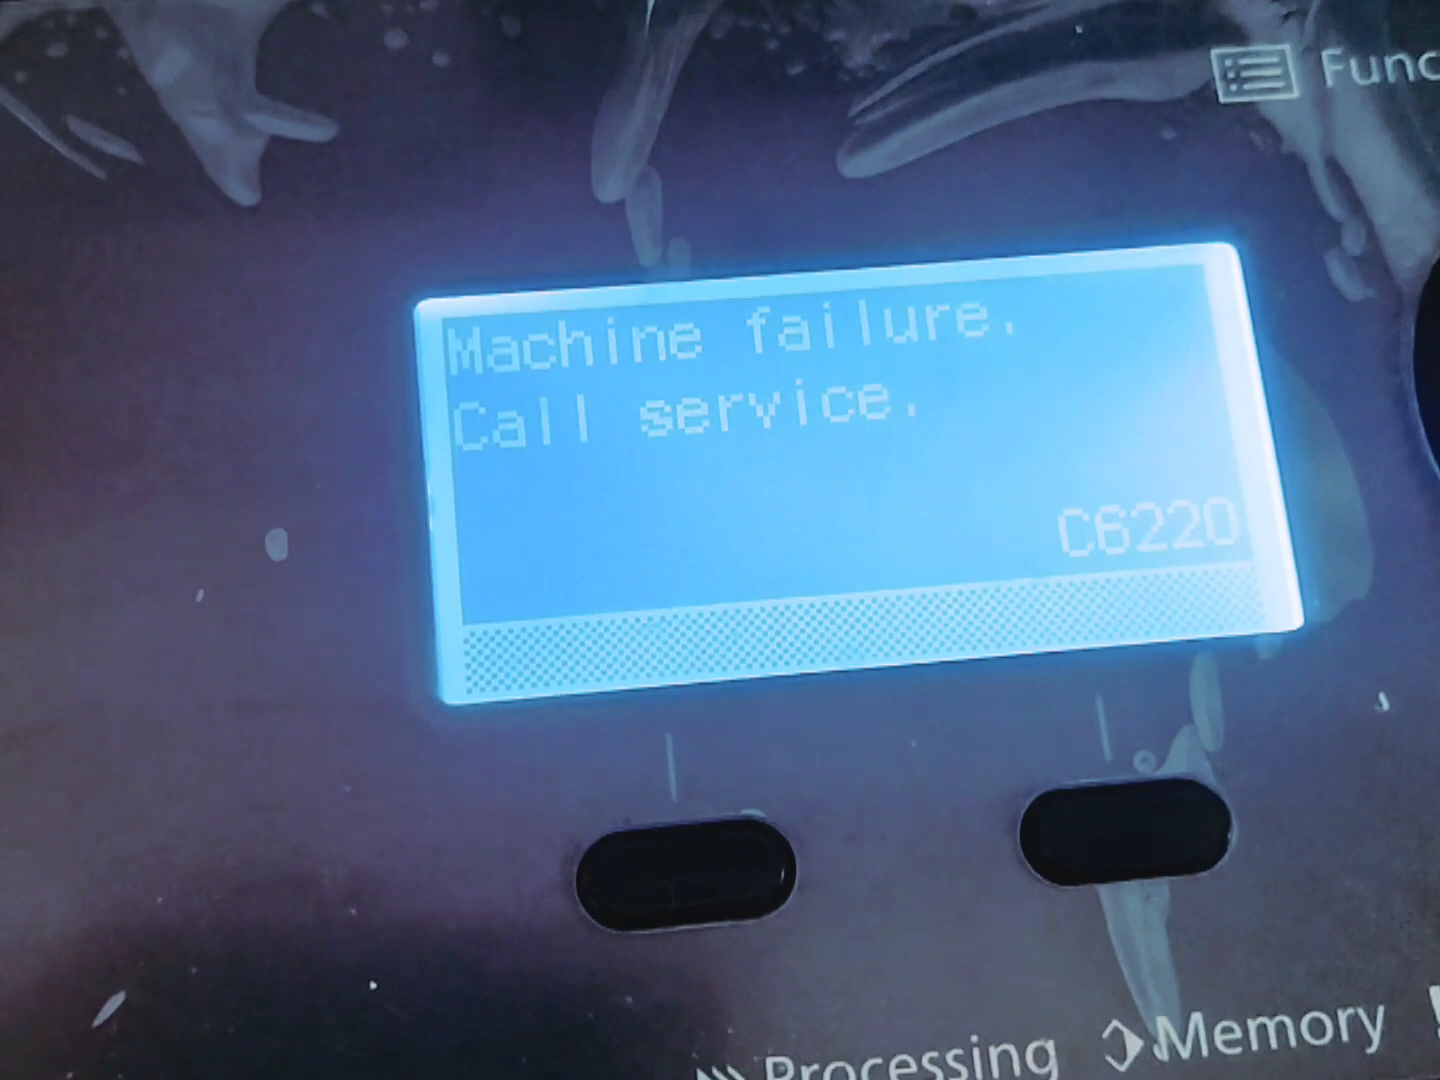 Func
Machine failure.
Call service.
C6220
Processing
Memory